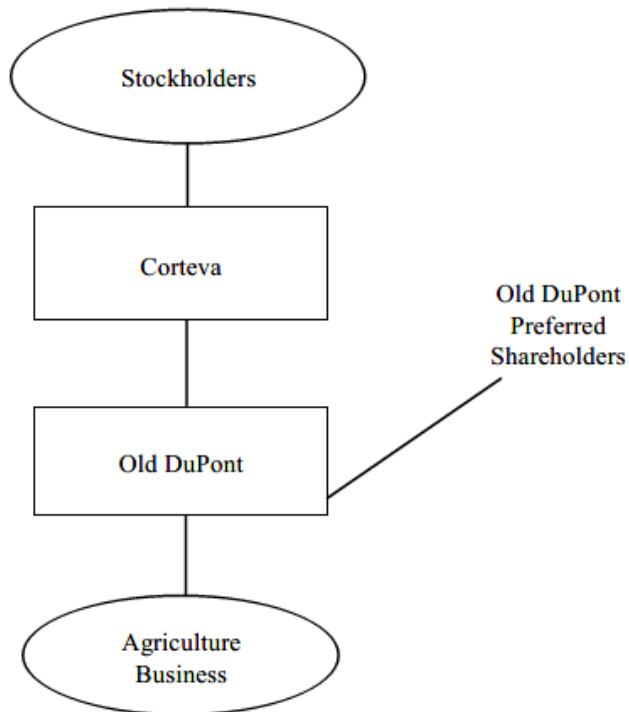 Stockholders
Corteva
Old DuPont
Preferred
Shareholders
Old DuPont
Agriculture
Business